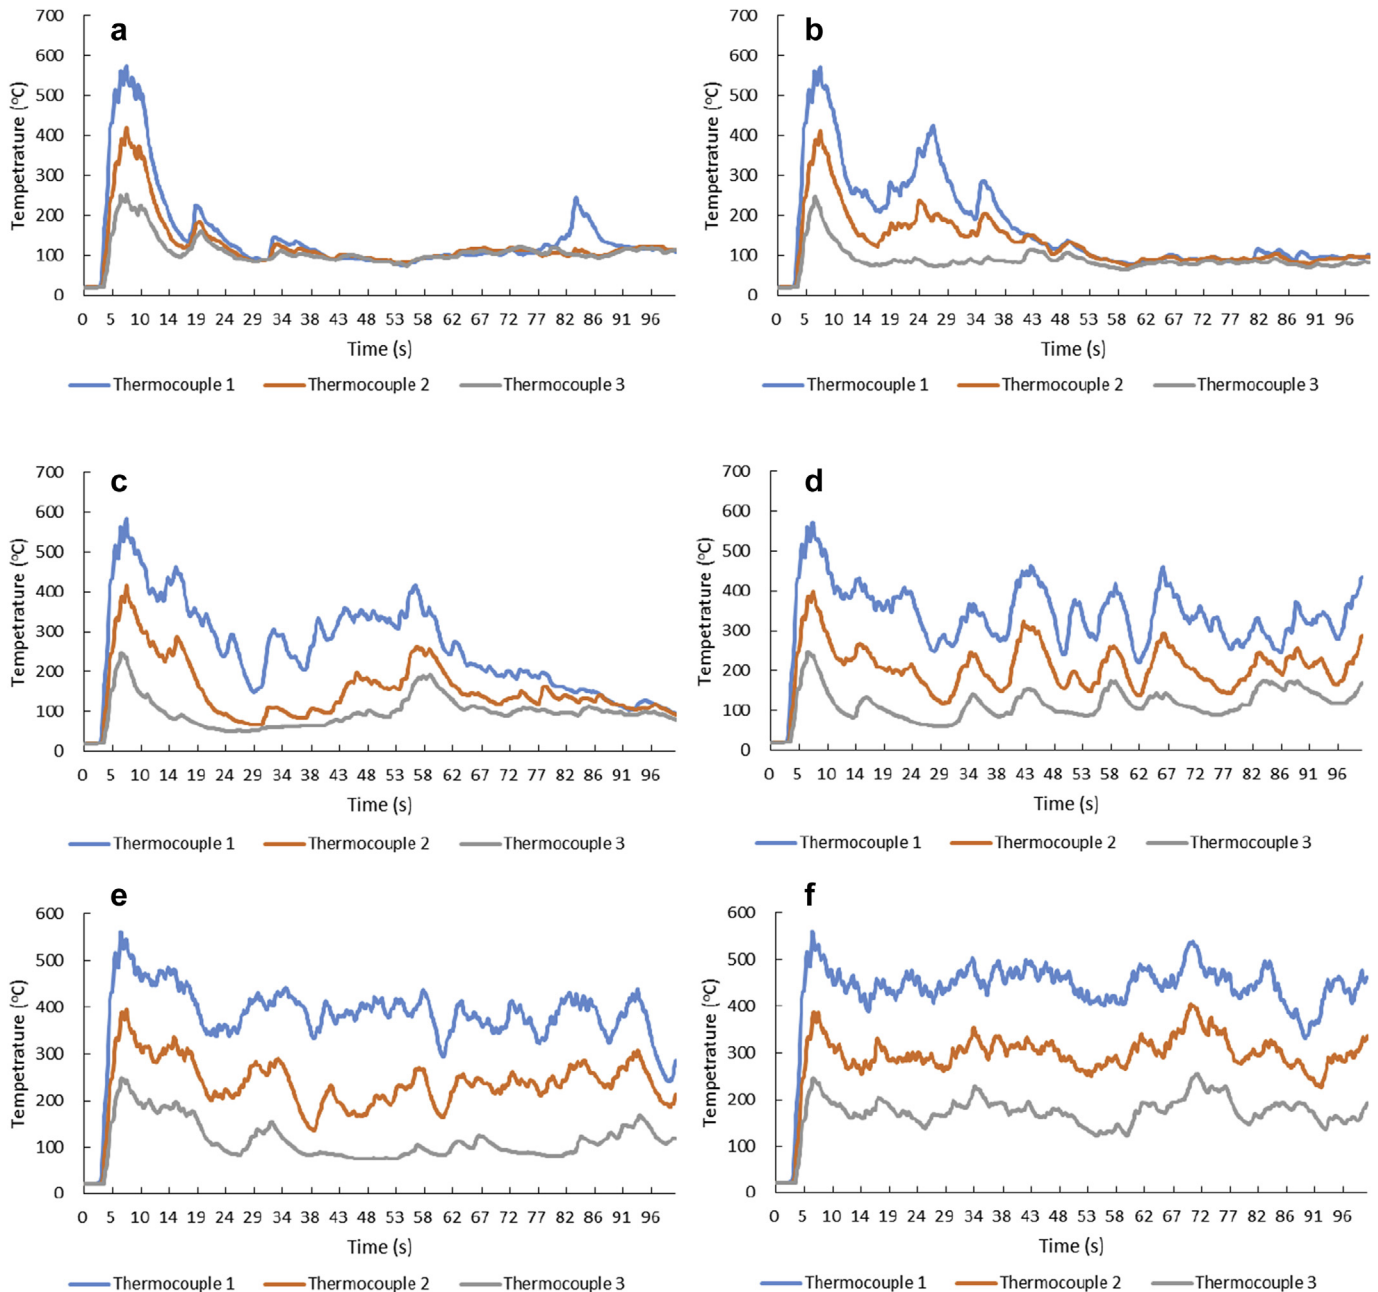 a
700
600
500
400
300
200
100
0
Tempetrature (°C)
0 5 10 14 19 24 29 34 38 43 48 53 58 62 67 72 77 82 86 91 96
Time (s)
Thermocouple 1 Thermocouple 2 Thermocouple 3
b
700
600
500
400
300
200
100
0
Tempetrature (°C)
0 5 10 14 19 24 29 34 38 43 48 53 58 62 67 72 77 82 86 91 96
Time (s)
Thermocouple 1 Thermocouple 2 Thermocouple 3
c
700
600
500
400
300
200
100
0
Tempetrature (°C)
0 5 10 14 19 24 29 34 38 43 48 53 58 62 67 72 77 82 86 91 96
Time (s)
Thermocouple 1 Thermocouple 2 Thermocouple 3
d
700
600
500
400
300
200
100
0
Tempetrature (°C)
0 5 10 14 19 24 29 34 38 43 48 53 58 62 67 72 77 82 86 91 96
Time (s)
Thermocouple 1 Thermocouple 2 Thermocouple 3
e
600
500
400
300
200
100
0
Tempetrature (°C)
0 5 10 14 19 24 29 34 38 43 48 53 58 62 67 72 77 82 86 91 96
Time (s)
Thermocouple 1 Thermocouple 2 Thermocouple 3
f
600
500
400
300
200
100
0
Tempetrature (°C)
0 5 10 14 19 24 29 34 38 43 48 53 58 62 67 72 77 82 86 91 96
Time (s)
Thermocouple 1 Thermocouple 2 Thermocouple 3